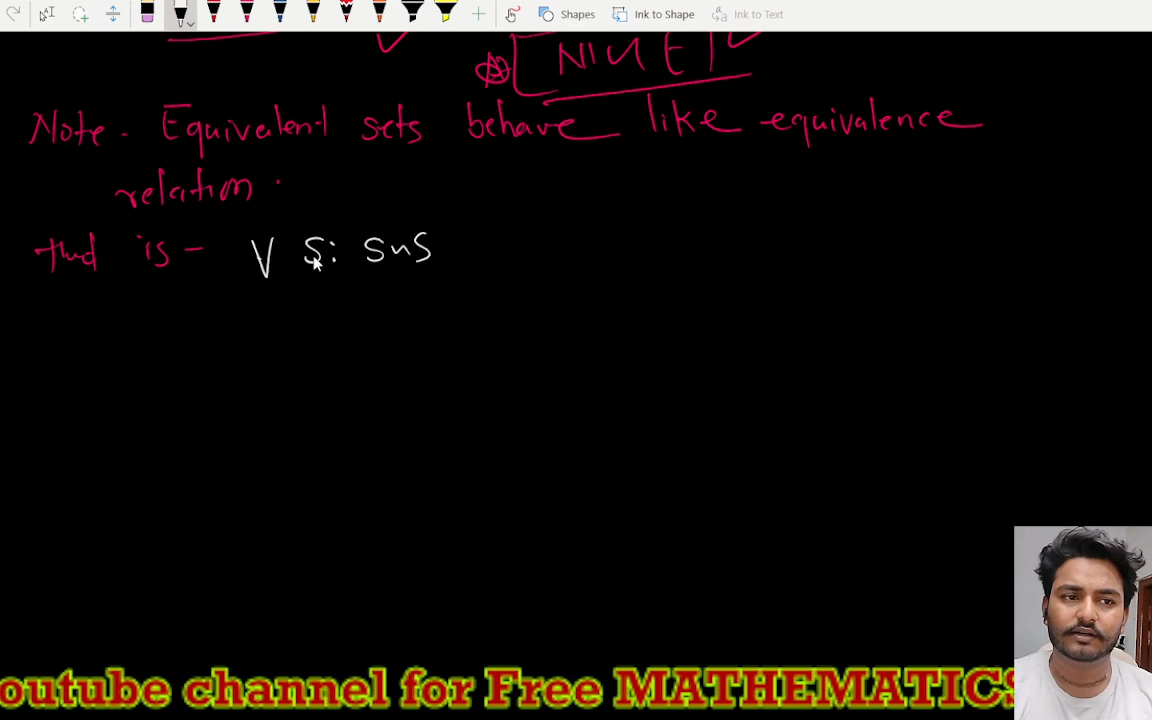 Shapes Ink to Shape Ink to Text
Note. Equivalent sets behave like equivalence
relation.
that is - ∀ S: S~S
outube channel for Free MATHEMATICS